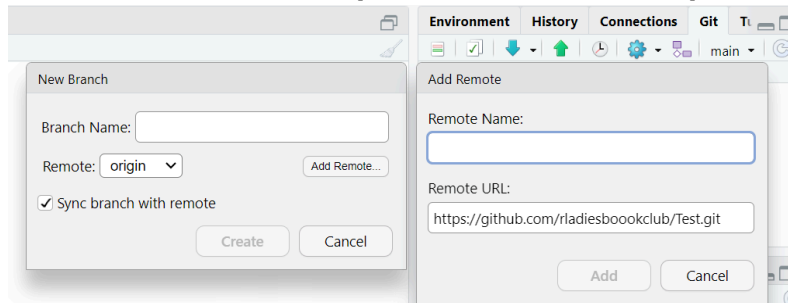 Environment History Connections Git
main
New Branch
Branch Name:
Remote: origin Add Remote...
Sync branch with remote
Create Cancel
Add Remote
Remote Name:
Remote URL:
https://github.com/rladiesboookclub/Test.git
Add Cancel